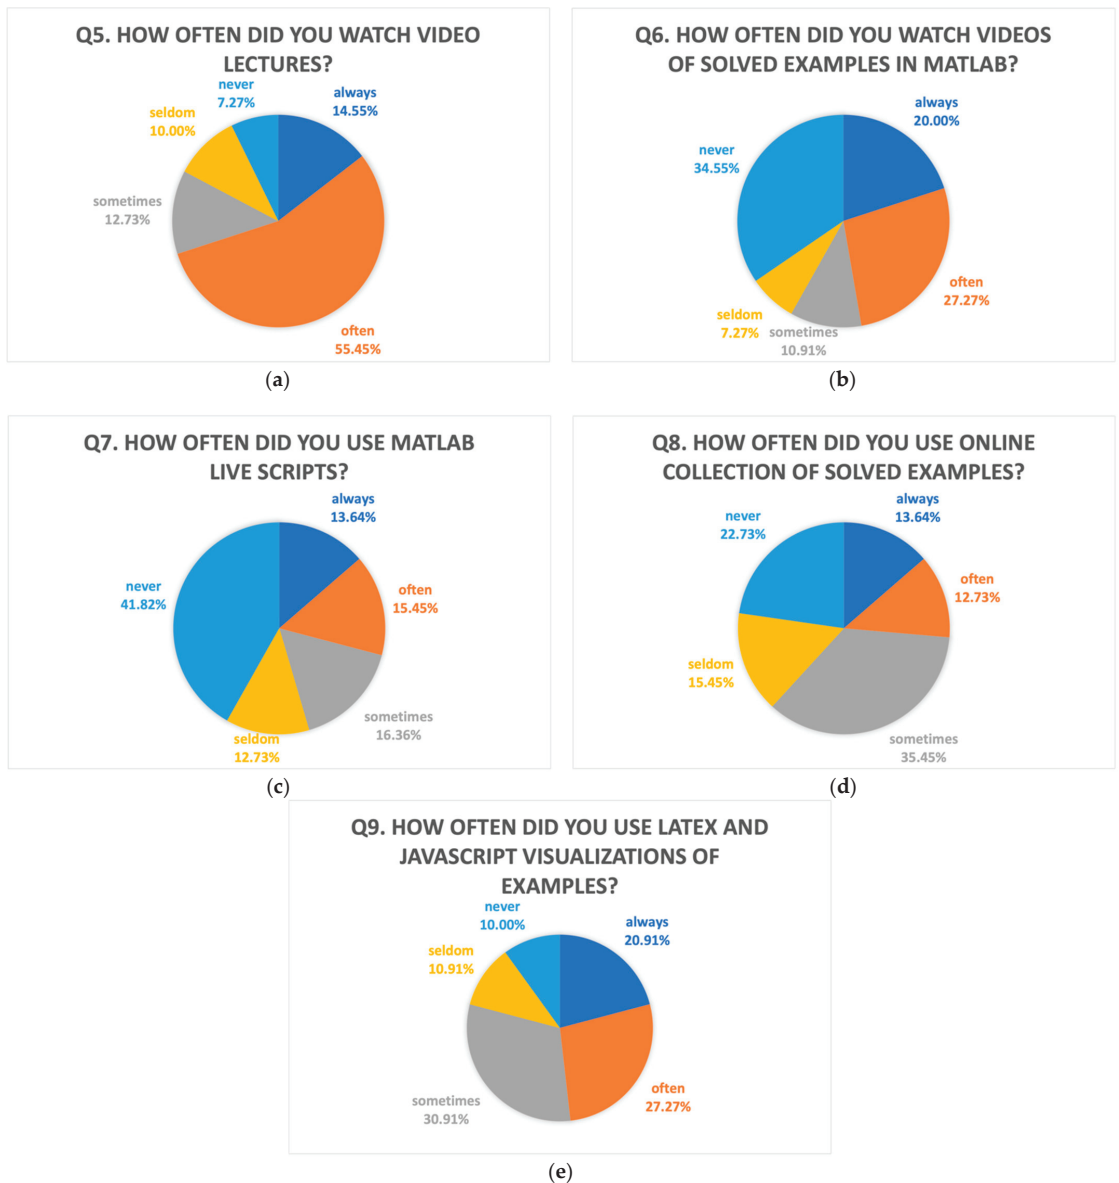 Q5. HOW OFTEN DID YOU WATCH VIDEO
LECTURES?
never
7.27%
always
14.55%
seldom
10.00%
sometimes
12.73%
often
55.45%
(a)
Q6. HOW OFTEN DID YOU WATCH VIDEOS
OF SOLVED EXAMPLES IN MATLAB?
always
20.00%
never
34.55%
often
27.27%
seldom
7.27%
sometimes
10.91%
(b)
Q7. HOW OFTEN DID YOU USE MATLAB
LIVE SCRIPTS?
always
13.64%
never
41.82%
often
15.45%
sometimes
16.36%
seldom
12.73%
(c)
Q8. HOW OFTEN DID YOU USE ONLINE
COLLECTION OF SOLVED EXAMPLES?
always
13.64%
never
22.73%
often
12.73%
seldom
15.45%
sometimes
35.45%
(d)
Q9. HOW OFTEN DID YOU USE LATEX AND
JAVASCRIPT VISUALIZATIONS OF
EXAMPLES?
never
10.00%
always
20.91%
seldom
10.91%
often
27.27%
sometimes
30.91%
(e)